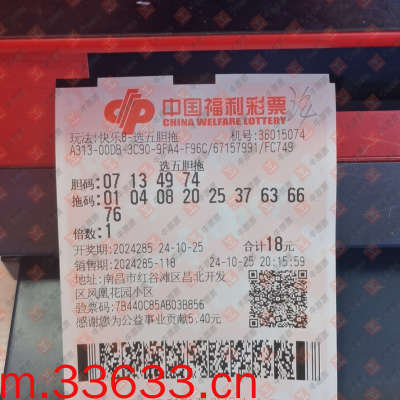 中国福利彩票
CHINA WELFARE LOTTERY
玩法:快乐8-选五胆拖 机号:36015074
A313-00D8-3C90-9FA4-F96C/67157991/FC749
选五胆拖
胆码:07 13 49 74
拖码:01 04 08 20 25 37 63 66
76
倍数:1
开奖期:2024285 24-10-25 合计18元
销售期:2024285-118 24-10-25 20:15:59
地址:南昌市红谷滩区昌北开发
区凤凰花园小区
验票码:7B440C85AB03B856
感谢您为公益事业贡献5.40元
m.33633.cn